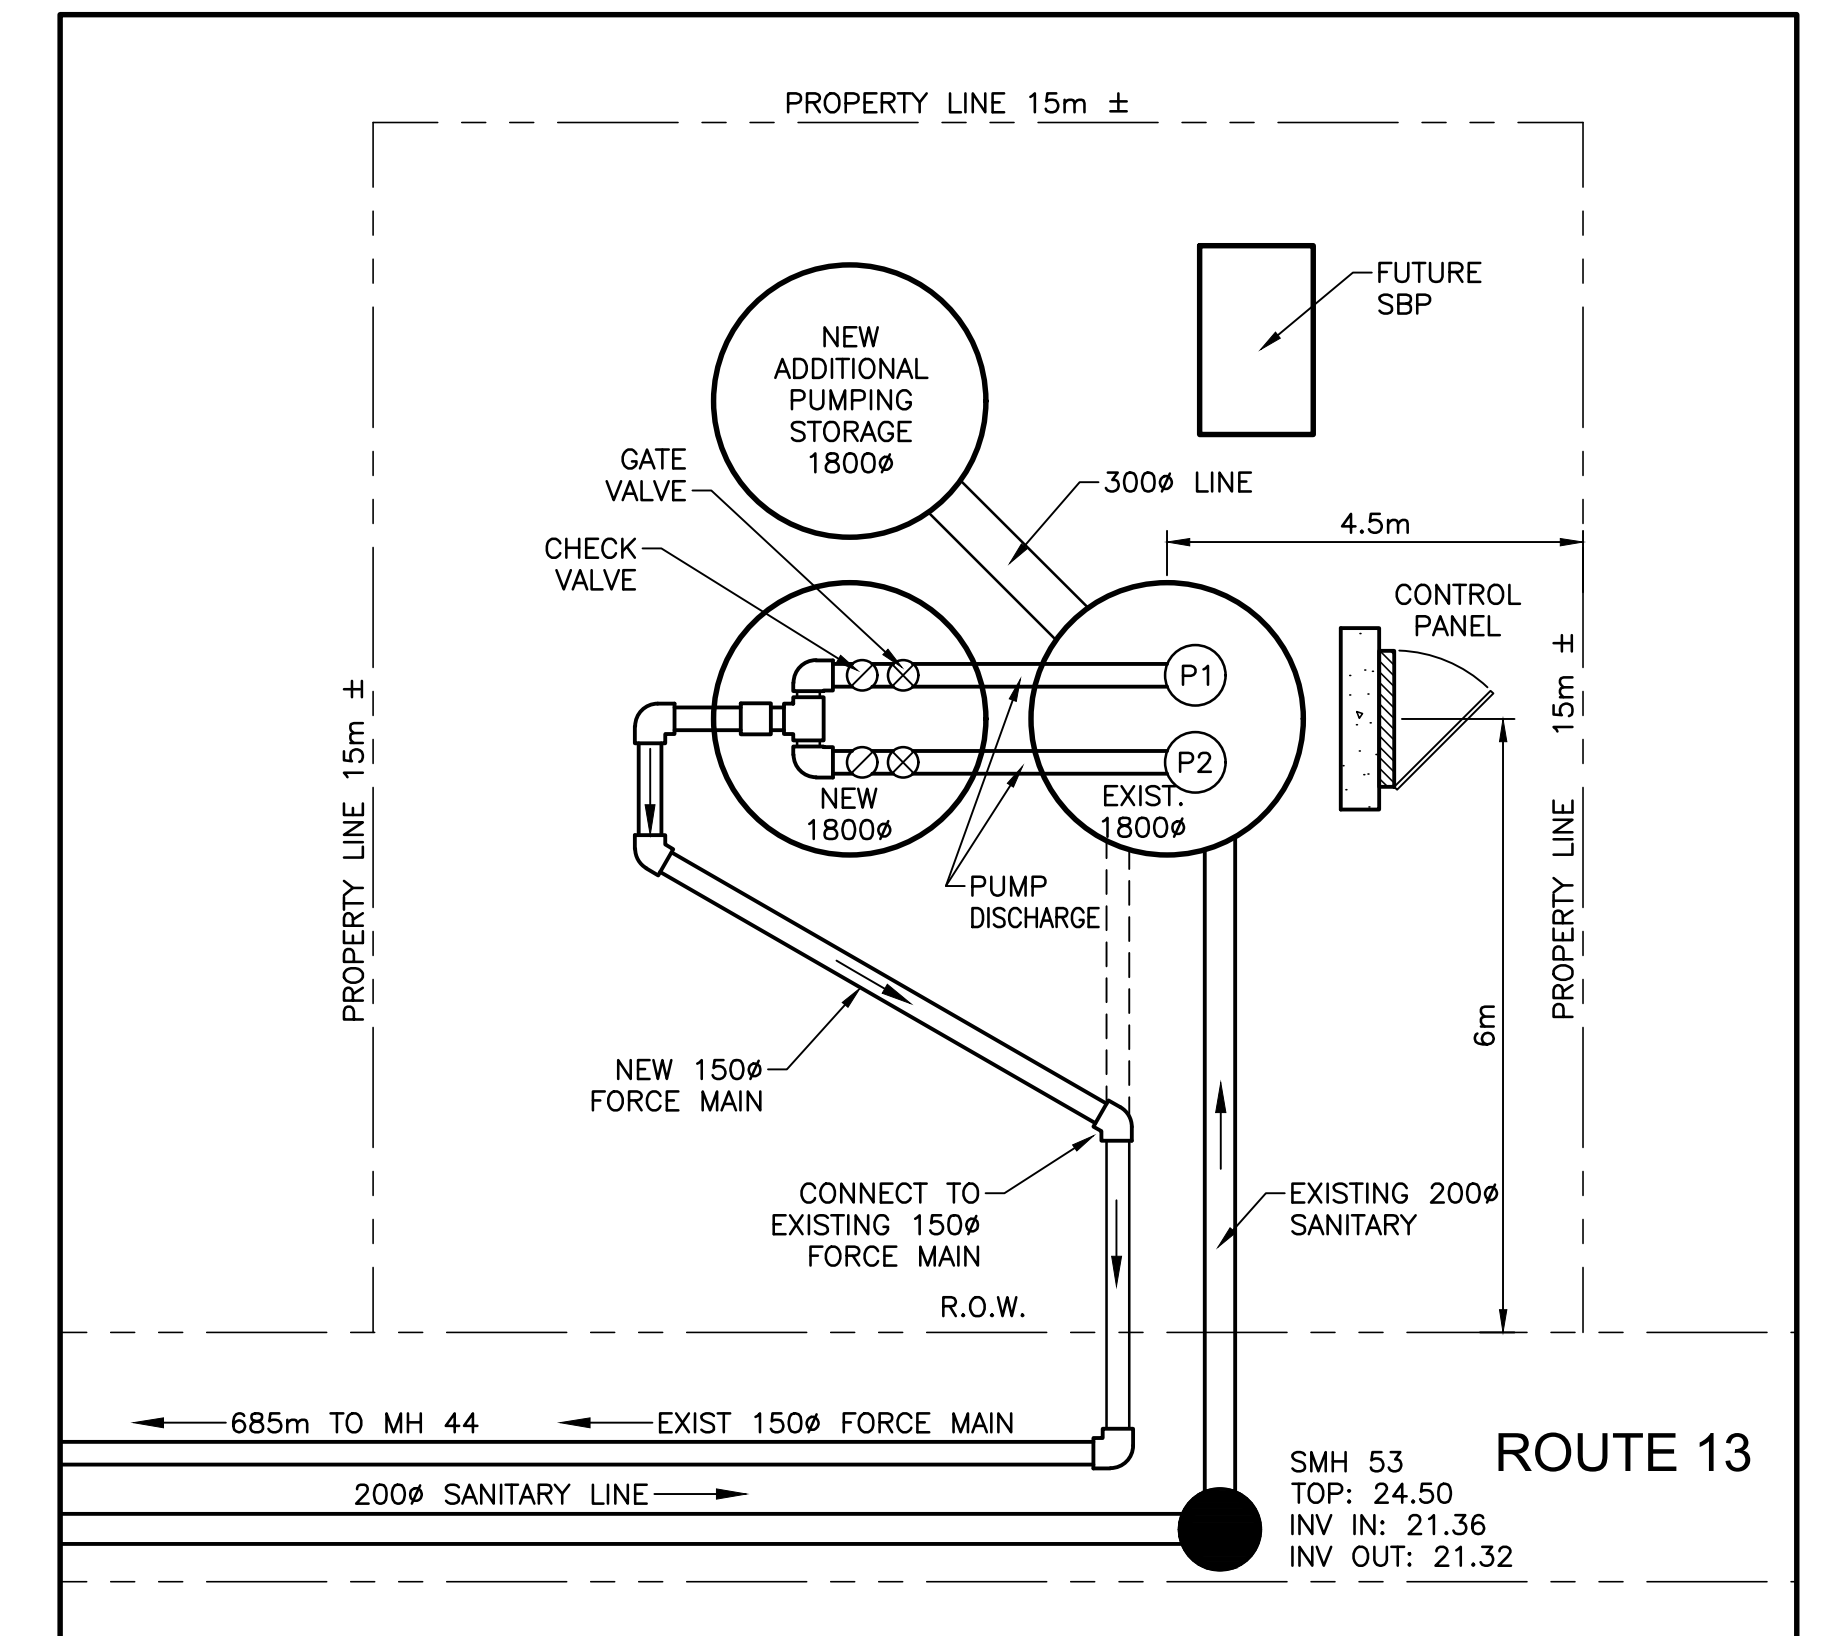 PROPERTY LINE 15m ±
FUTURE
SBP
NEW
ADDITIONAL
PUMPING
STORAGE
1800ø
GATE
VALVE
300ø LINE
4.5m
CHECK
VALVE
CONTROL
PANEL
P1
P2
NEW
1800ø
EXIST.
1800ø
PROPERTY LINE 15m ±
PROPERTY LINE 15m ±
PUMP
DISCHARGE
6m
NEW 150ø
FORCE MAIN
CONNECT TO
EXISTING 150ø
FORCE MAIN
EXISTING 200ø
SANITARY
R.O.W.
685m TO MH 44
EXIST 150ø FORCE MAIN
ROUTE 13
200ø SANITARY LINE
SMH 53
TOP: 24.50
INV IN: 21.36
INV OUT: 21.32